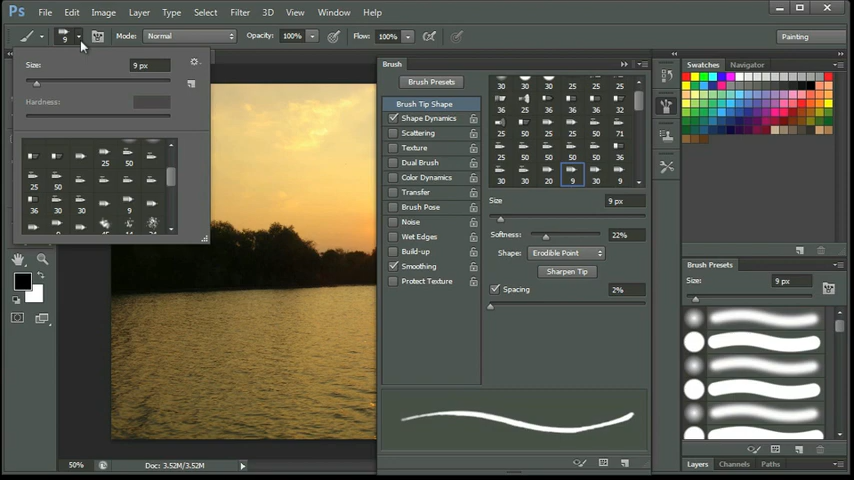 Ps File Edit Image Layer Type Select Filter 3D View Window Help
9 Mode: Normal Opacity: 100% Flow: 100% Painting
Size: 9 px
Hardness:
25 50
25 50
36 30 30 9 30
Brush
Brush Presets
Brush Tip Shape
Shape Dynamics
Scattering
Texture
Dual Brush
Color Dynamics
Transfer
Brush Pose
Noise
Wet Edges
Build-up
Smoothing
Protect Texture
30 30 30 25 25 25
36 25 36 36 36 32
25 50 25 25 50 71
25 50 50 50 50 36
30 30 20 9 30 9
Size 9 px
Softness: 22%
Shape: Erodible Point
Sharpen Tip
Spacing 2%
Swatches Navigator
Brush Presets
Size: 9 px
Layers Channels Paths
50% Doc: 3.52M/3.52M